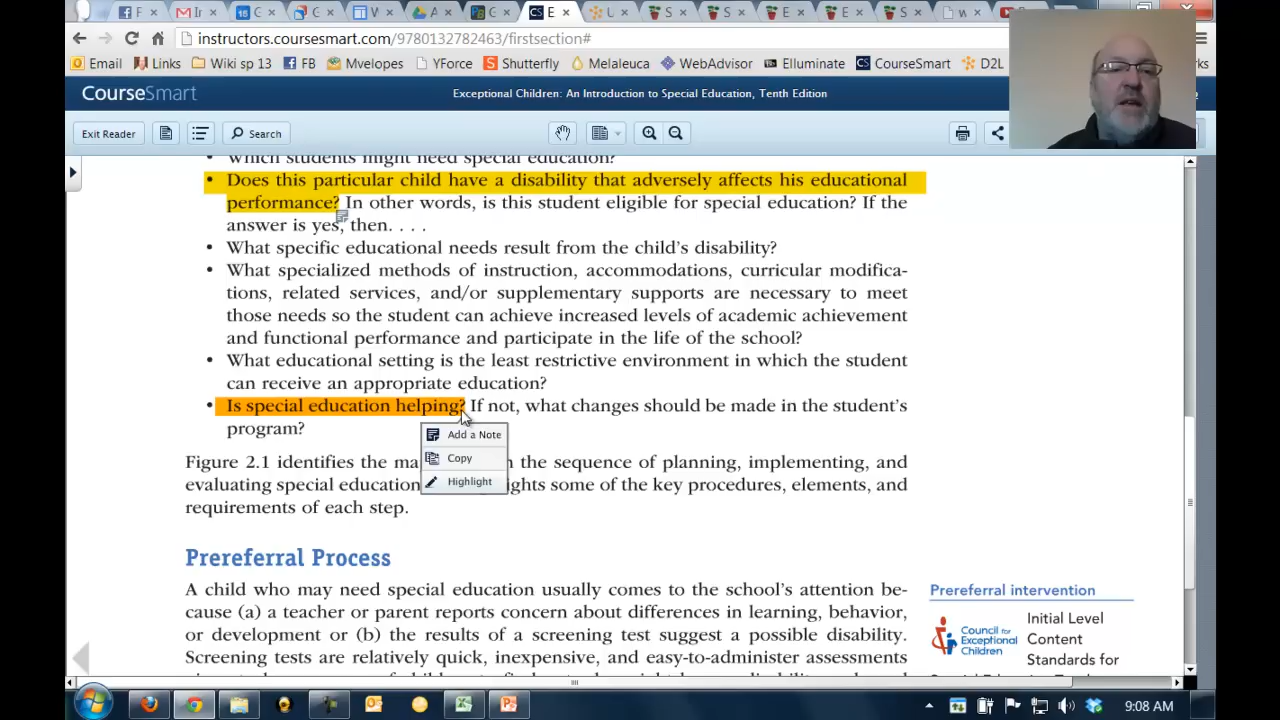 F
In
16
C
C
W
A
G
E
U
S
S
E
E
S
w
S
instructors.coursesmart.com/9780132782463/firstsection#
Email
Links
Wiki sp 13
FB
Mvelopes
YForce
Shutterfly
Melaleuca
WebAdvisor
Elluminate
CourseSmart
D2L
CourseSmart
Exceptional Children: An Introduction to Special Education, Tenth Edition
Exit Reader
Search
• Which students might need special education?
• Does this particular child have a disability that adversely affects his educational
performance? In other words, is this student eligible for special education? If the
answer is yes, then. . . .
• What specific educational needs result from the child's disability?
• What specialized methods of instruction, accommodations, curricular modifica-
tions, related services, and/or supplementary supports are necessary to meet
those needs so the student can achieve increased levels of academic achievement
and functional performance and participate in the life of the school?
• What educational setting is the least restrictive environment in which the student
can receive an appropriate education?
• Is special education helping? If not, what changes should be made in the student's
program?
Add a Note
Copy
Highlight
Figure 2.1 identifies the ma n the sequence of planning, implementing, and
evaluating special education ights some of the key procedures, elements, and
requirements of each step.
Prereferral Process
A child who may need special education usually comes to the school's attention be-
cause (a) a teacher or parent reports concern about differences in learning, behavior,
or development or (b) the results of a screening test suggest a possible disability.
Screening tests are relatively quick, inexpensive, and easy-to-administer assessments
Prereferral intervention
Council for
Exceptional
Children
Initial Level
Content
Standards for
9:08 AM